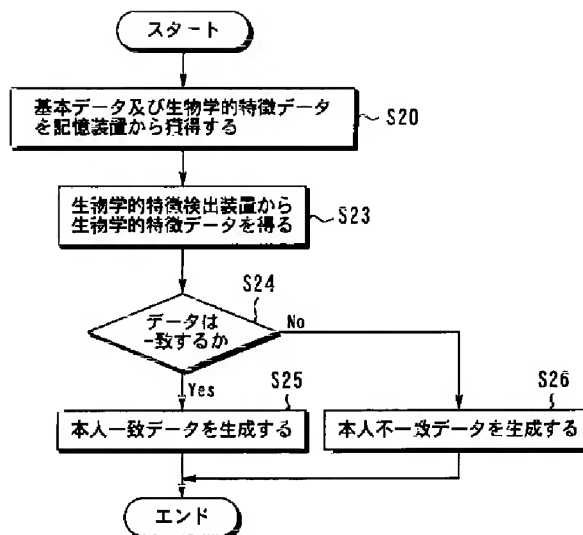 スタート
基本データ及び生物学的特徴データ
を記憶装置から獲得する
S20
生物学的特徴検出装置から
生物学的特徴データを得る
S23
S24
データは
一致するか
No
Yes
S25
本人一致データを生成する
S26
本人不一致データを生成する
エンド